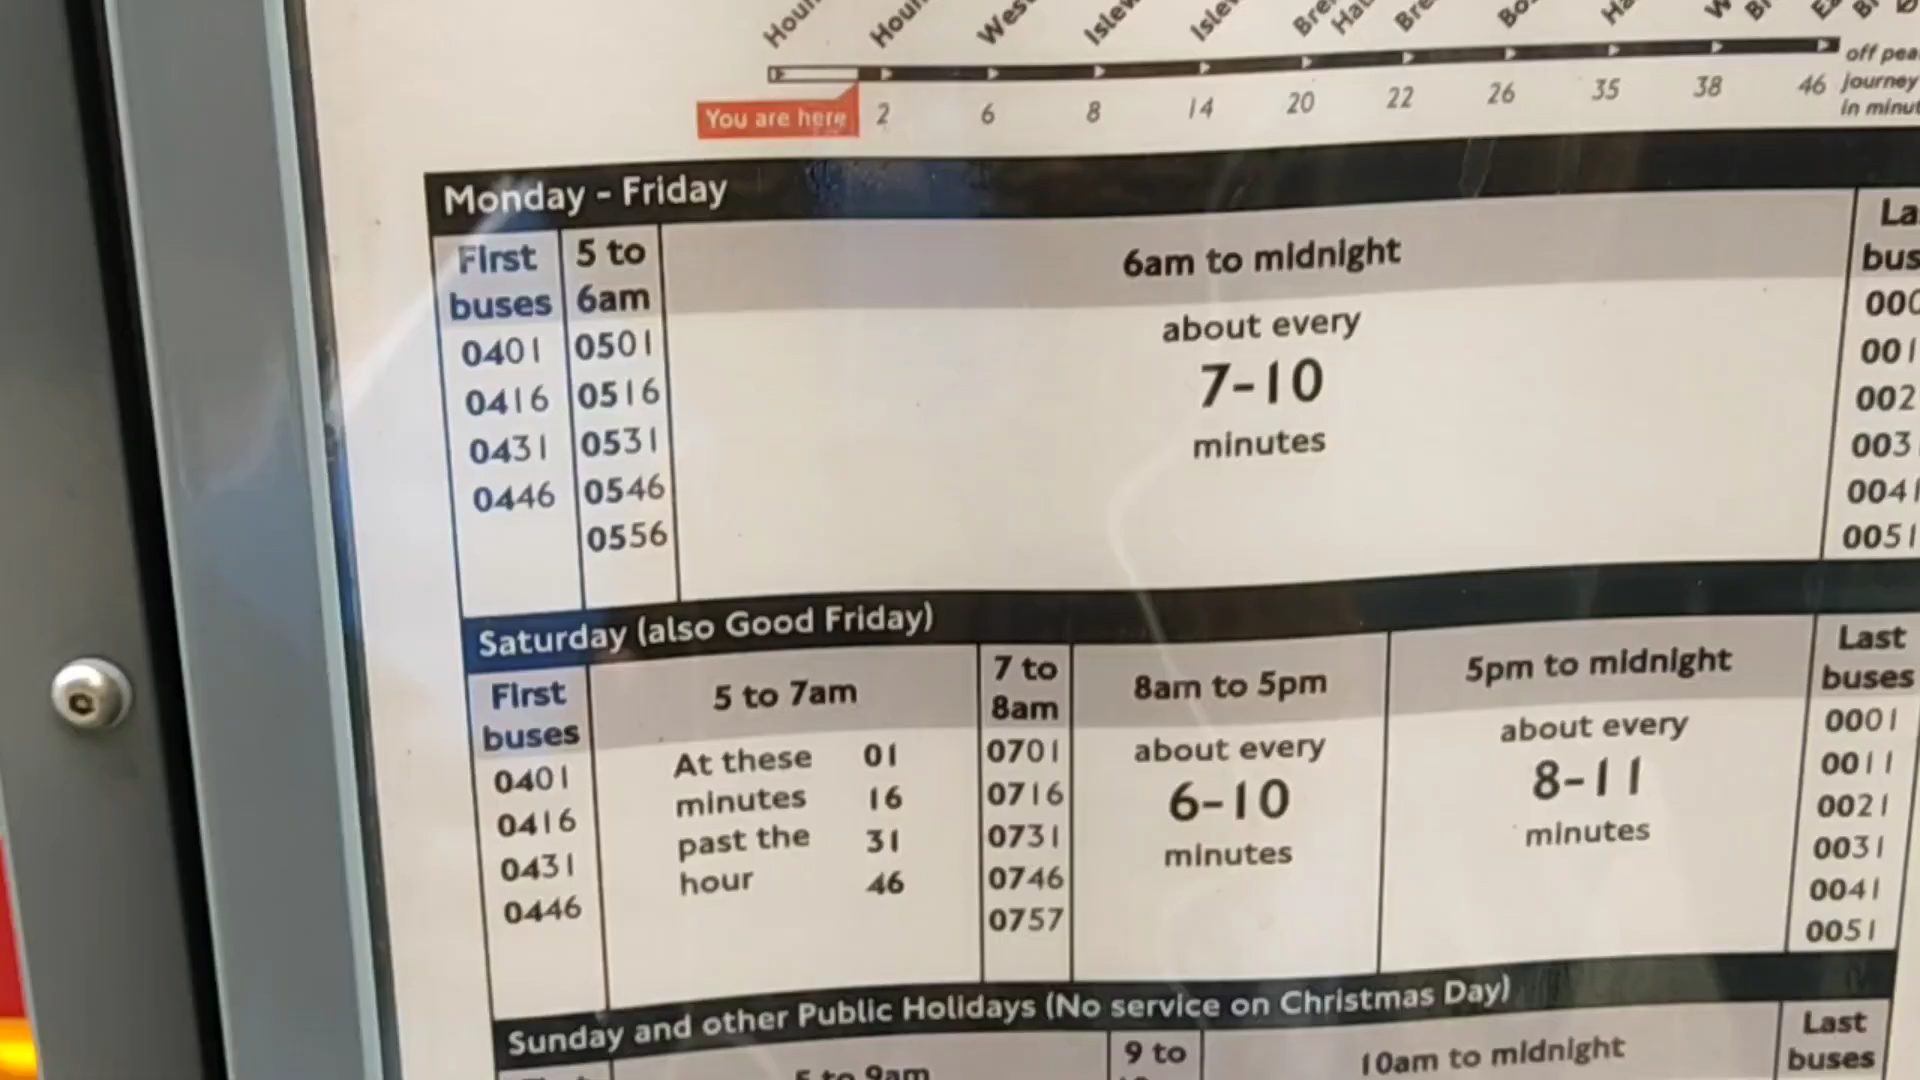 off
journey
in
You are here 2 6 8 14 20 22 26 35 38 46
Monday - Friday
First buses
0401
0416
0431
0446
5 to 6am
0501
0516
0531
0546
0556
6am to midnight
about every
7-10
minutes
0051
Saturday (also Good Friday)
First buses
0401
0416
0431
0446
5 to 7am
At these 01
minutes 16
past the 31
hour 46
7 to 8am
0701
0716
0731
0746
0757
8am to 5pm
about every
6-10
minutes
5pm to midnight
about every
8-11
minutes
Last buses
0001
0011
0021
0031
0041
0051
Sunday and other Public Holidays (No service on Christmas Day)
5 to 9am
9 to
10am to midnight
Last buses